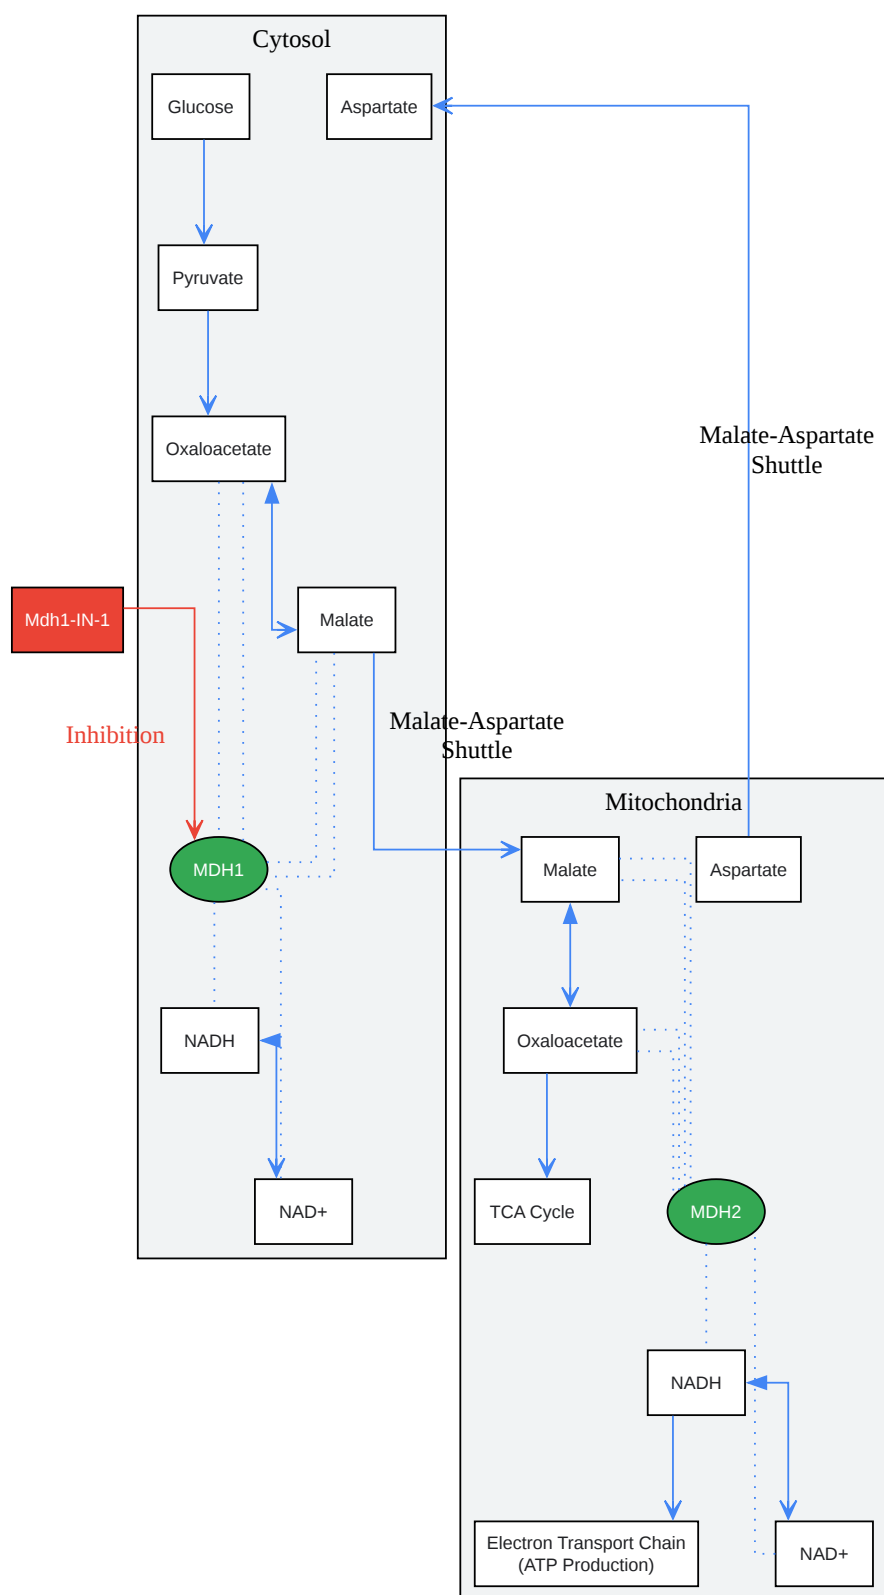 Cytosol
Glucose
Aspartate
Pyruvate
Oxaloacetate
Malate-Aspartate
Shuttle
Mdh1-IN-1
Malate
Inhibition
Malate-Aspartate
Shuttle
Mitochondria
MDH1
Malate
Aspartate
NADH
Oxaloacetate
NAD+
TCA Cycle
MDH2
NADH
Electron Transport Chain
(ATP Production)
NAD+